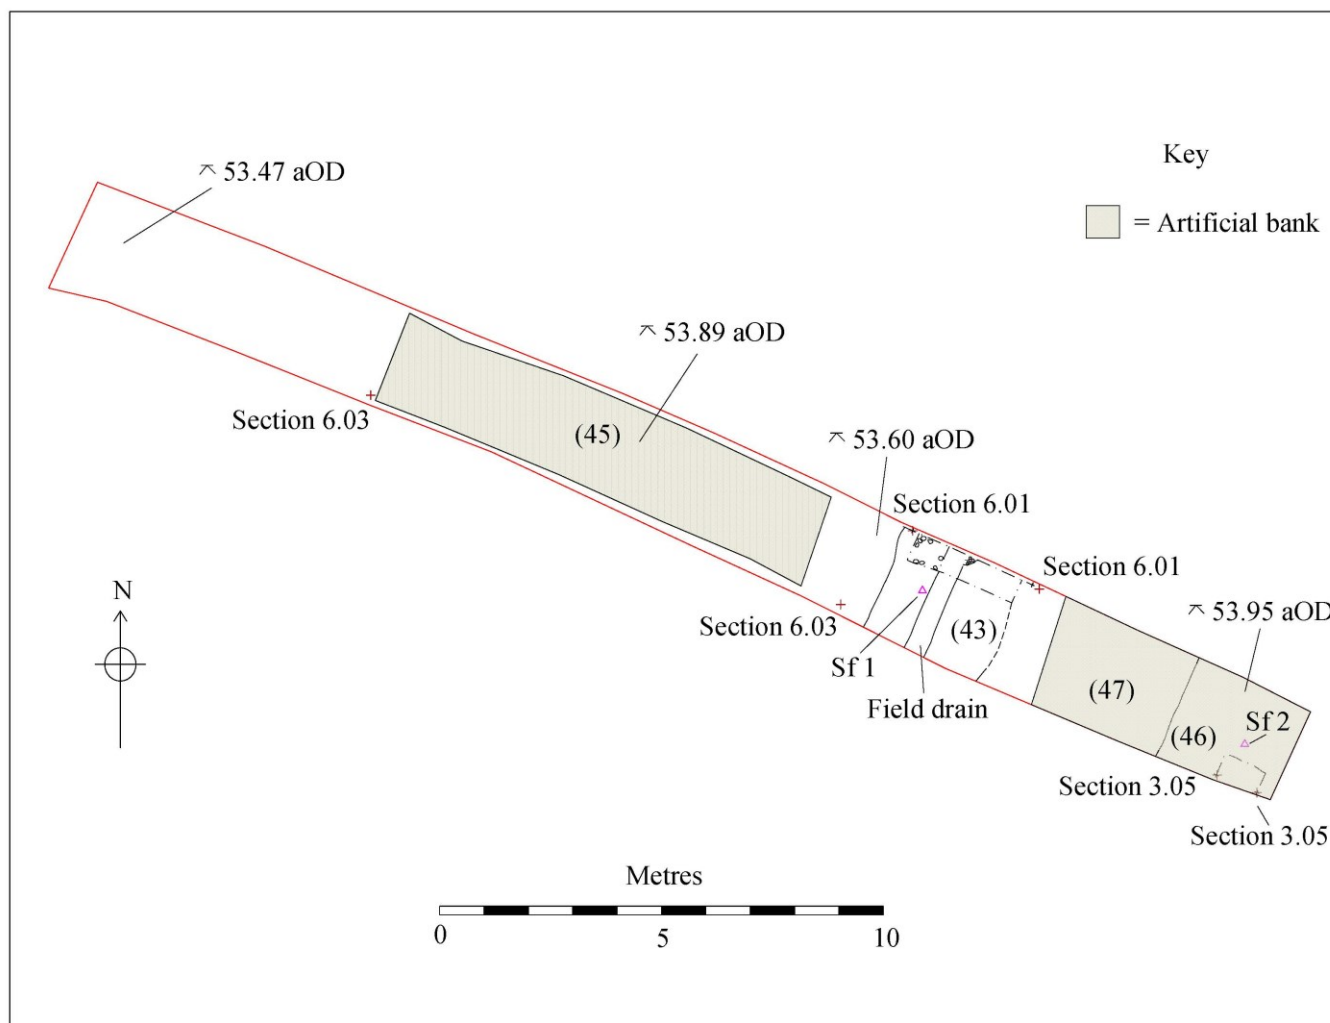 Key
⌅ 53.47 aOD
= Artificial bank
⌅ 53.89 aOD
Section 6.03
(45)
⌅ 53.60 aOD
Section 6.01
Section 6.01
N
⌅ 53.95 aOD
Section 6.03
(43)
Sf 1
(47)
Field drain
Sf 2
(46)
Section 3.05
Section 3.05
Metres
0
5
10